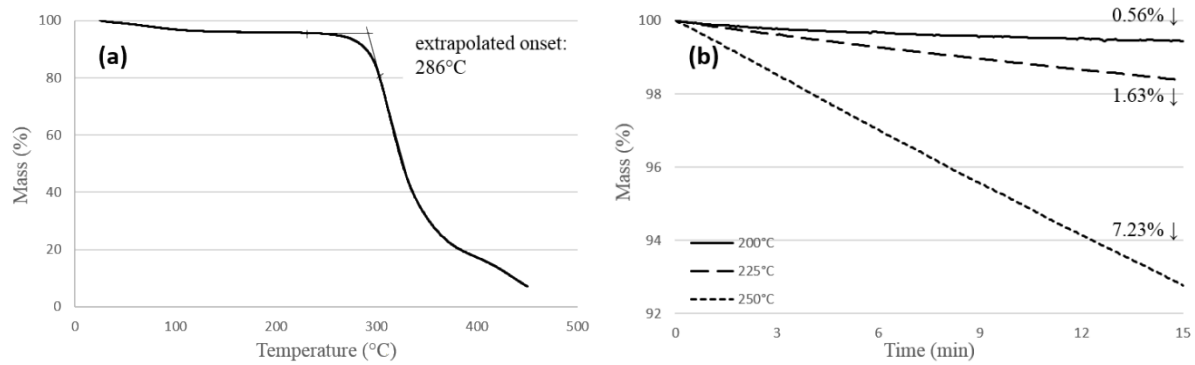 100
80
60
40
20
0
Mass (%)
(a)
extrapolated onset:
286°C
0
100
200
300
400
500
Temperature (°C)
100
98
96
94
92
Mass (%)
(b)
0.56% ↓
1.63% ↓
7.23% ↓
200°C
225°C
250°C
0
3
6
9
12
15
Time (min)